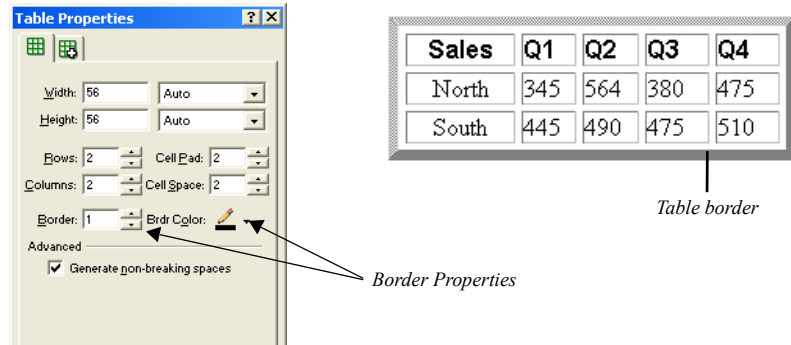 Table Properties
Width: 56 Auto
Height: 56 Auto
Rows: 2 Cell Pad: 2
Columns: 2 Cell Space: 2
Border: 1 Brdr Color:
Advanced
Generate non-breaking spaces
Sales Q1 Q2 Q3 Q4
North 345 564 380 475
South 445 490 475 510
Table border
Border Properties